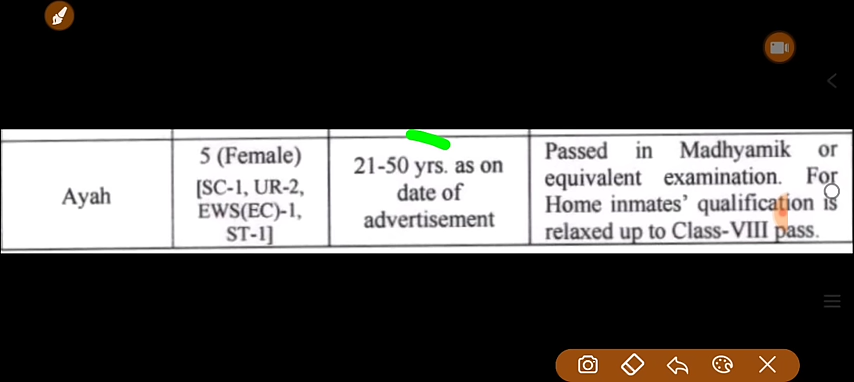 Ayah
5 (Female)
[SC-1, UR-2,
EWS(EC)-1,
ST-1]
21-50 yrs. as on
date of
advertisement
Passed in Madhyamik or
equivalent examination. For
Home inmates' qualification is
relaxed up to Class-VIII pass.